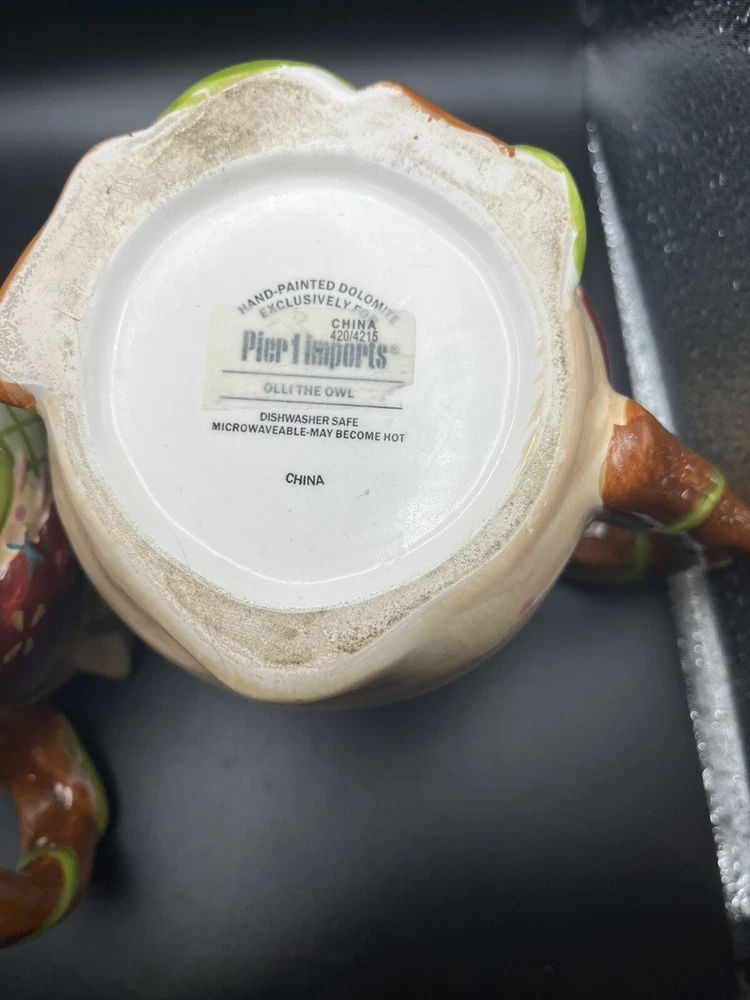 HAND-PAINTED DOLOMITE
EXCLUSIVELY FOR
CHINA
420/4215
Pier 1 imports®
OLLI THE OWL
DISHWASHER SAFE
MICROWAVEABLE-MAY BECOME HOT
CHINA